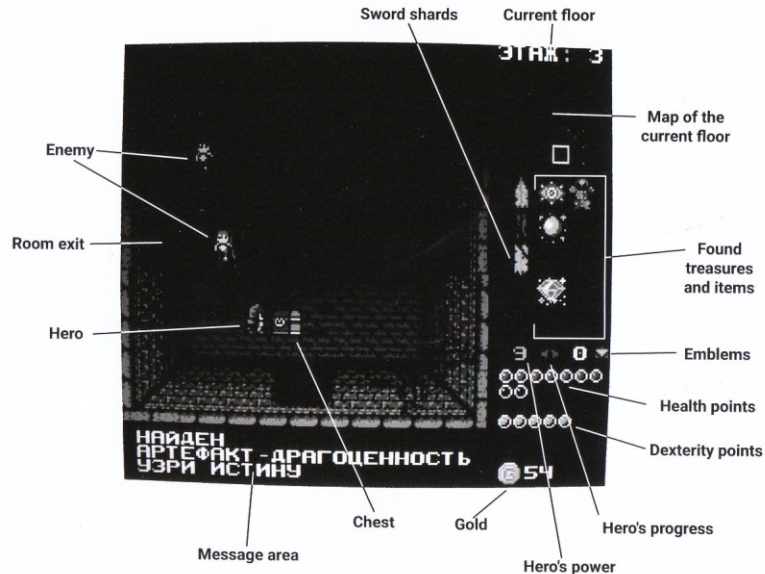 Sword shards
Current floor
ЭТАЖ: 3
Map of the
current floor
Enemy
Room exit
Found
treasures
and items
Hero
3 0
Emblems
Health points
Dexterity points
НАЙДЕН
АРТЕФАКТ-ДРАГОЦЕННОСТЬ
УЗРИ ИСТИНУ
G 54
Chest
Gold
Hero's progress
Message area
Hero's power